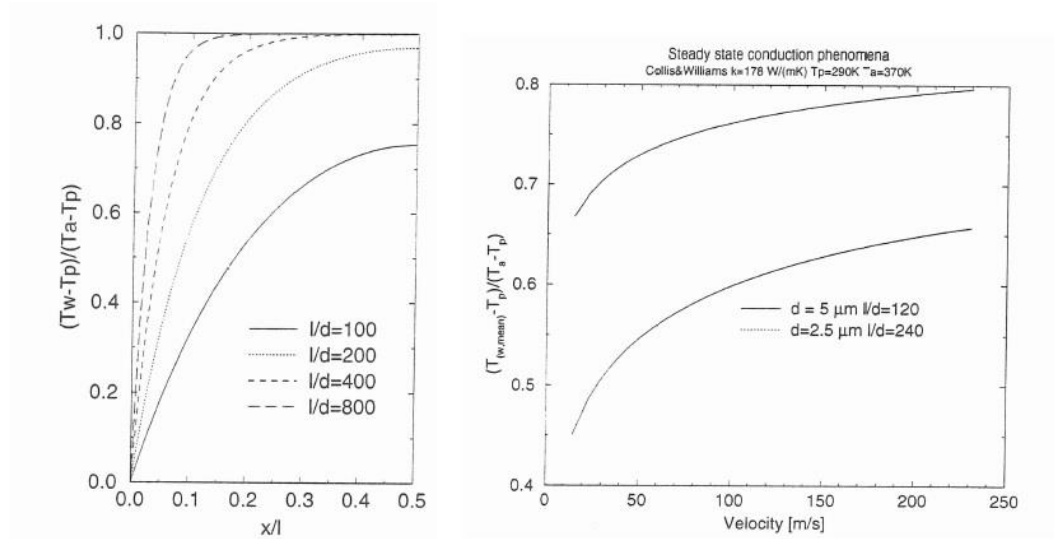 1.0
0.8
0.6
0.4
0.2
0.0
(Tw-Tp)/(Ta-Tp)
l/d=100
l/d=200
l/d=400
l/d=800
0.0 0.1 0.2 0.3 0.4 0.5
x/l
Steady state conduction phenomena
Collis&Williams k=178 W/(mK) Tp=290K Ta=370K
0.8
0.7
0.6
0.5
0.4
(T(w,mean)-Tp)/(Ta-Tp)
d = 5 μm l/d=120
d=2.5 μm l/d=240
0 50 100 150 200 250
Velocity [m/s]